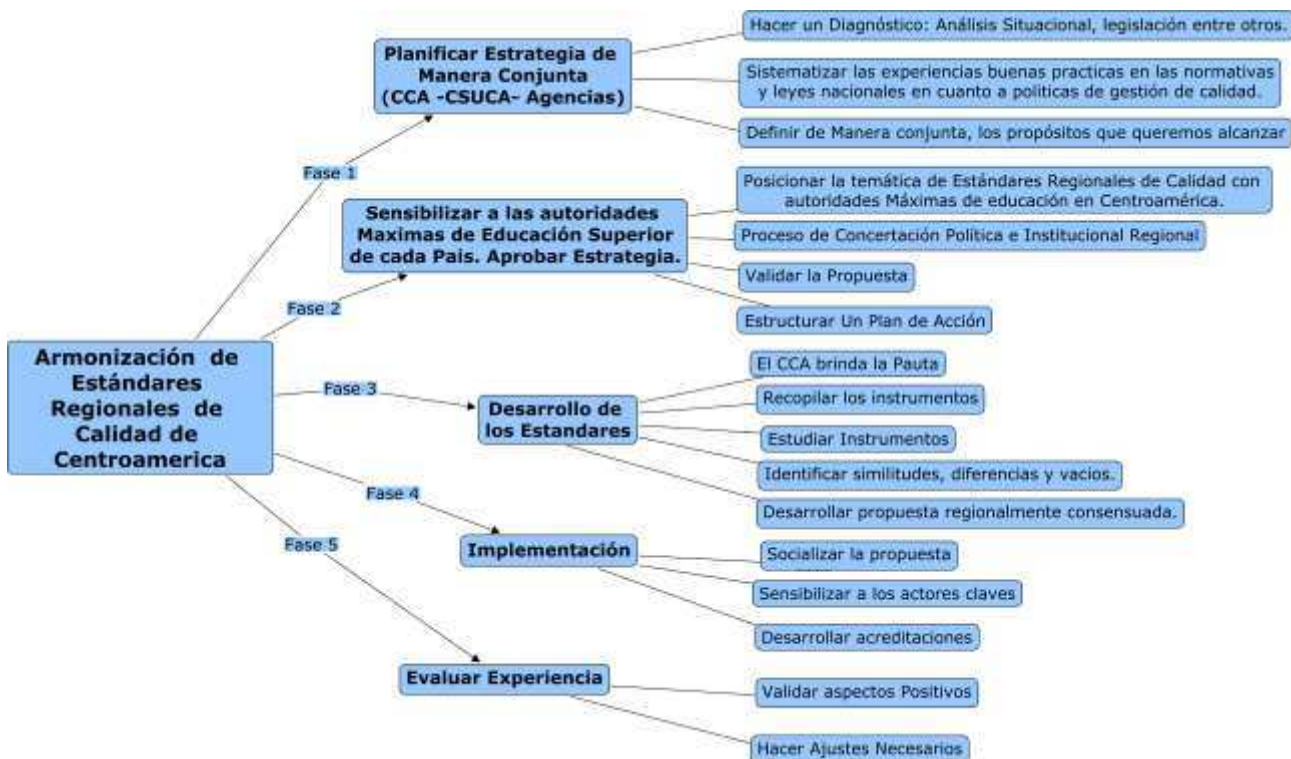 Armonización de
Estándares
Regionales de
Calidad de
Centroamerica
Fase 1
Planificar Estrategia de
Manera Conjunta
(CCA -CSUCA- Agencias)
Hacer un Diagnóstico: Análisis Situacional, legislación entre otros.
Sistematizar las experiencias buenas practicas en las normativas
y leyes nacionales en cuanto a politicas de gestión de calidad.
Definir de Manera conjunta, los propósitos que queremos alcanzar
Fase 2
Sensibilizar a las autoridades
Maximas de Educación Superior
de cada Pais. Aprobar Estrategia.
Posicionar la temática de Estándares Regionales de Calidad con
autoridades Máximas de educación en Centroamérica.
Proceso de Concertación Política e Institucional Regional
Validar la Propuesta
Estructurar Un Plan de Acción
Fase 3
Desarrollo de
los Estandares
El CCA brinda la Pauta
Recopilar los instrumentos
Estudiar Instrumentos
Identificar similitudes, diferencias y vacios.
Desarrollar propuesta regionalmente consensuada.
Fase 4
Implementación
Socializar la propuesta
Sensibilizar a los actores claves
Desarrollar acreditaciones
Fase 5
Evaluar Experiencia
Validar aspectos Positivos
Hacer Ajustes Necesarios